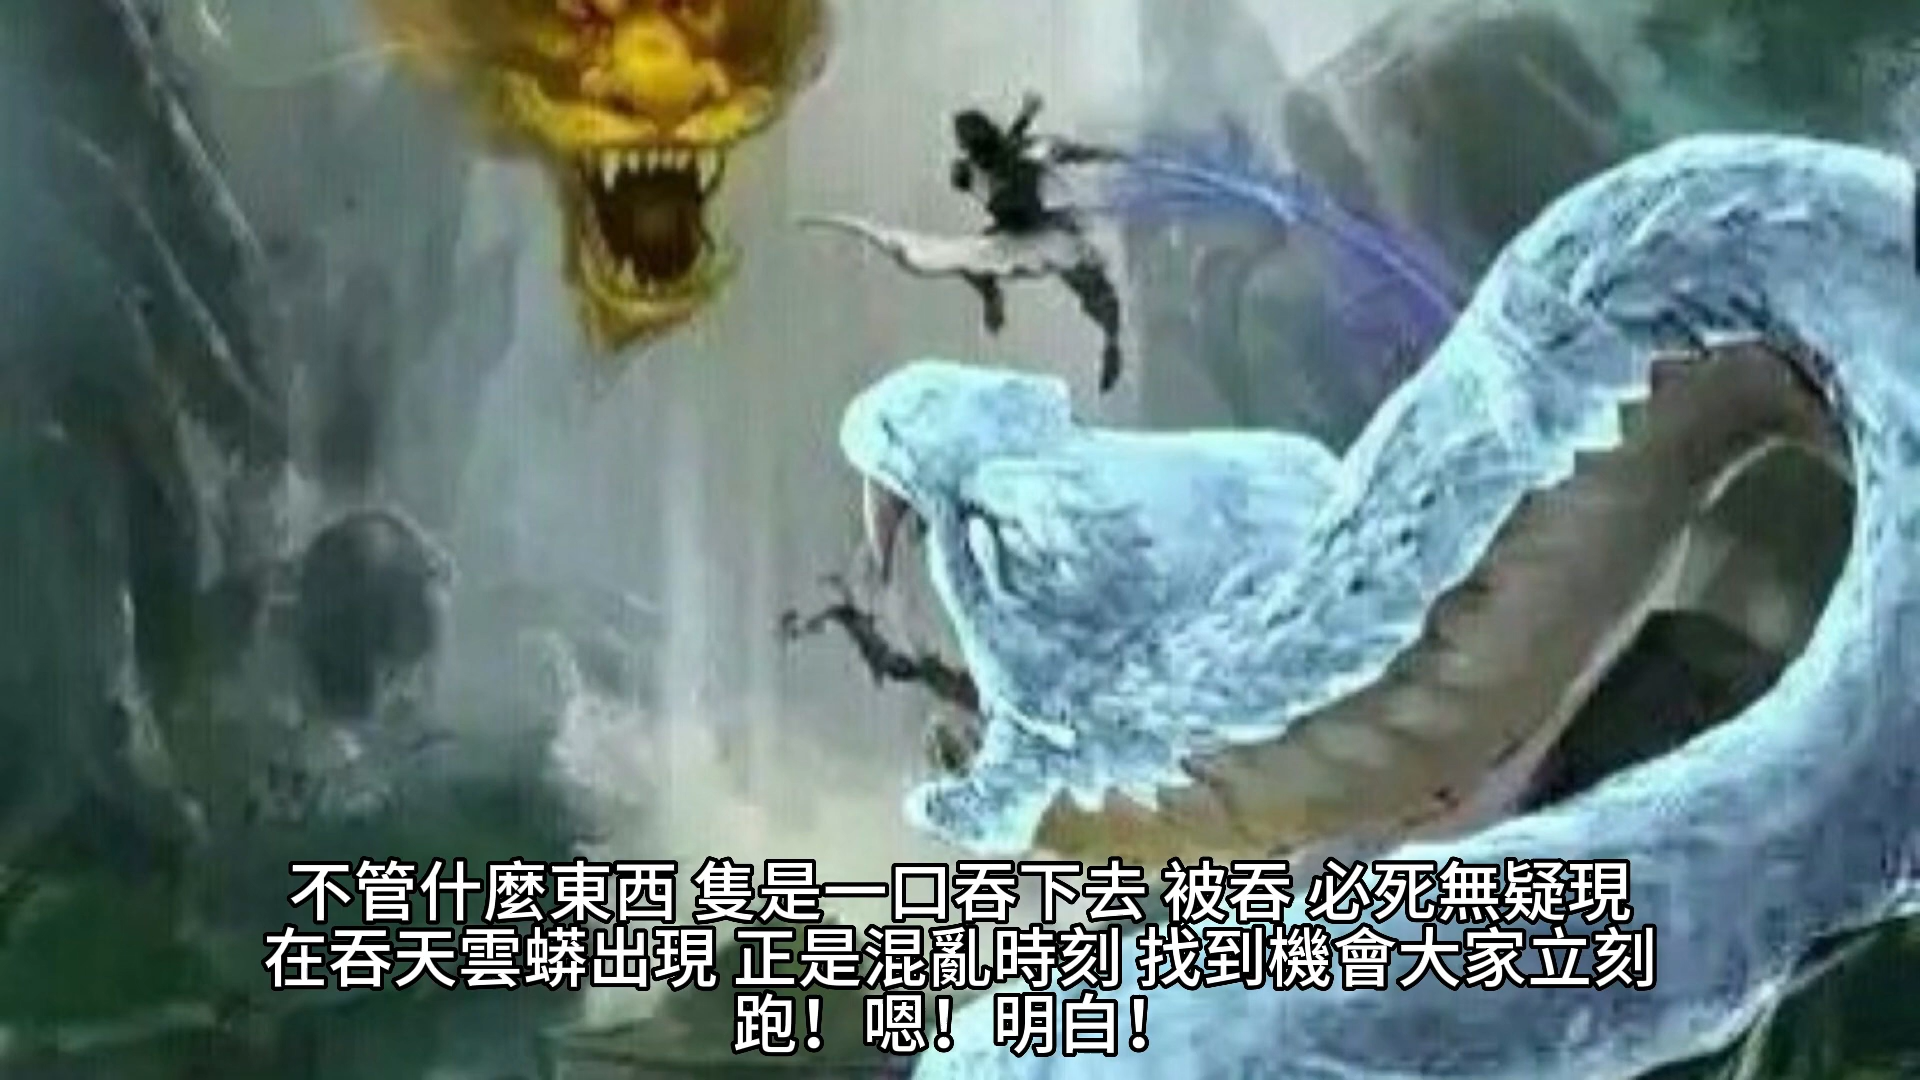 不管什麼東西 隻是一口吞下去 被吞 必死無疑現
在吞天雲蟒出現 正是混亂時刻 找到機會大家立刻
跑！嗯！明白！